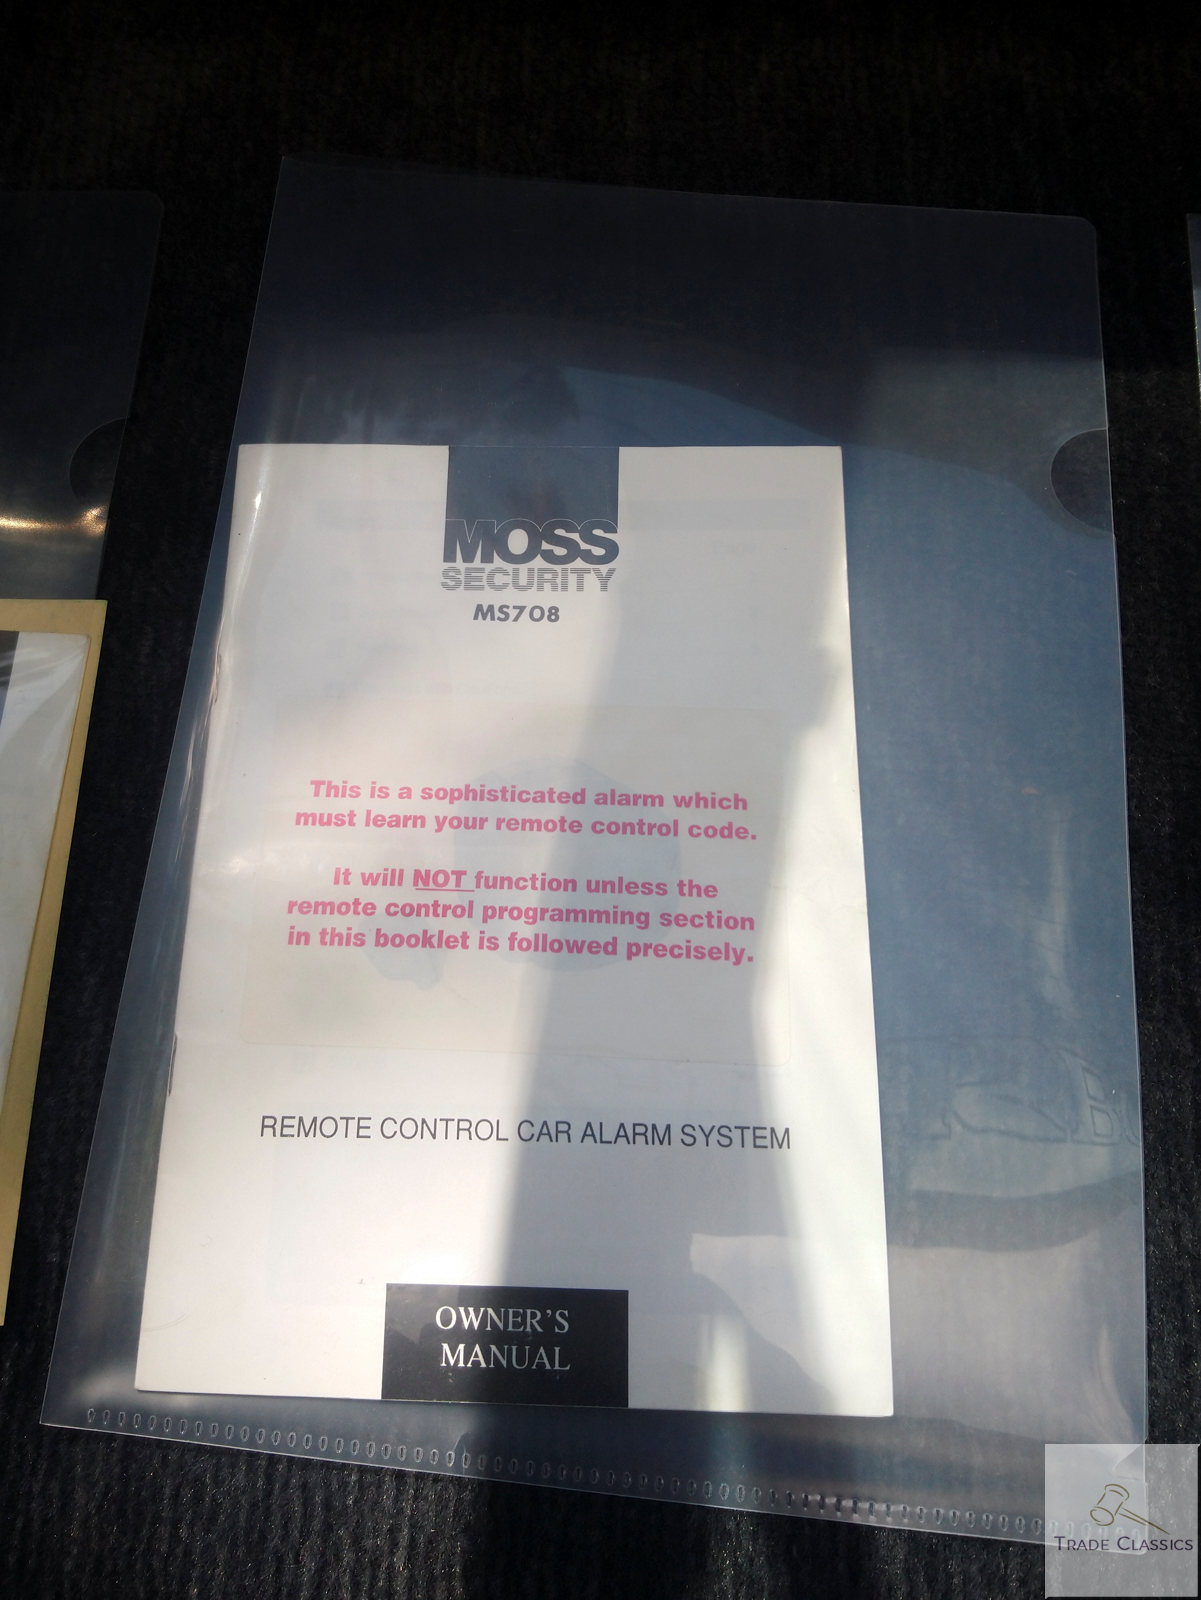 MOSS
SECURITY
MS708
This is a sophisticated alarm which
must learn your remote control code.
It will NOT function unless the
remote control programming section
in this booklet is followed precisely.
REMOTE CONTROL CAR ALARM SYSTEM
OWNER'S
MANUAL
TRADE CLASSICS